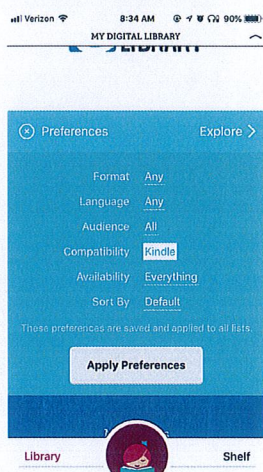 Verizon 8:34 AM 90%
MY DIGITAL LIBRARY
LIBRARY
Preferences Explore >
Format Any
Language Any
Audience All
Compatibility Kindle
Availability Everything
Sort By Default
These preferences are saved and applied to all lists.
Apply Preferences
Library Shelf